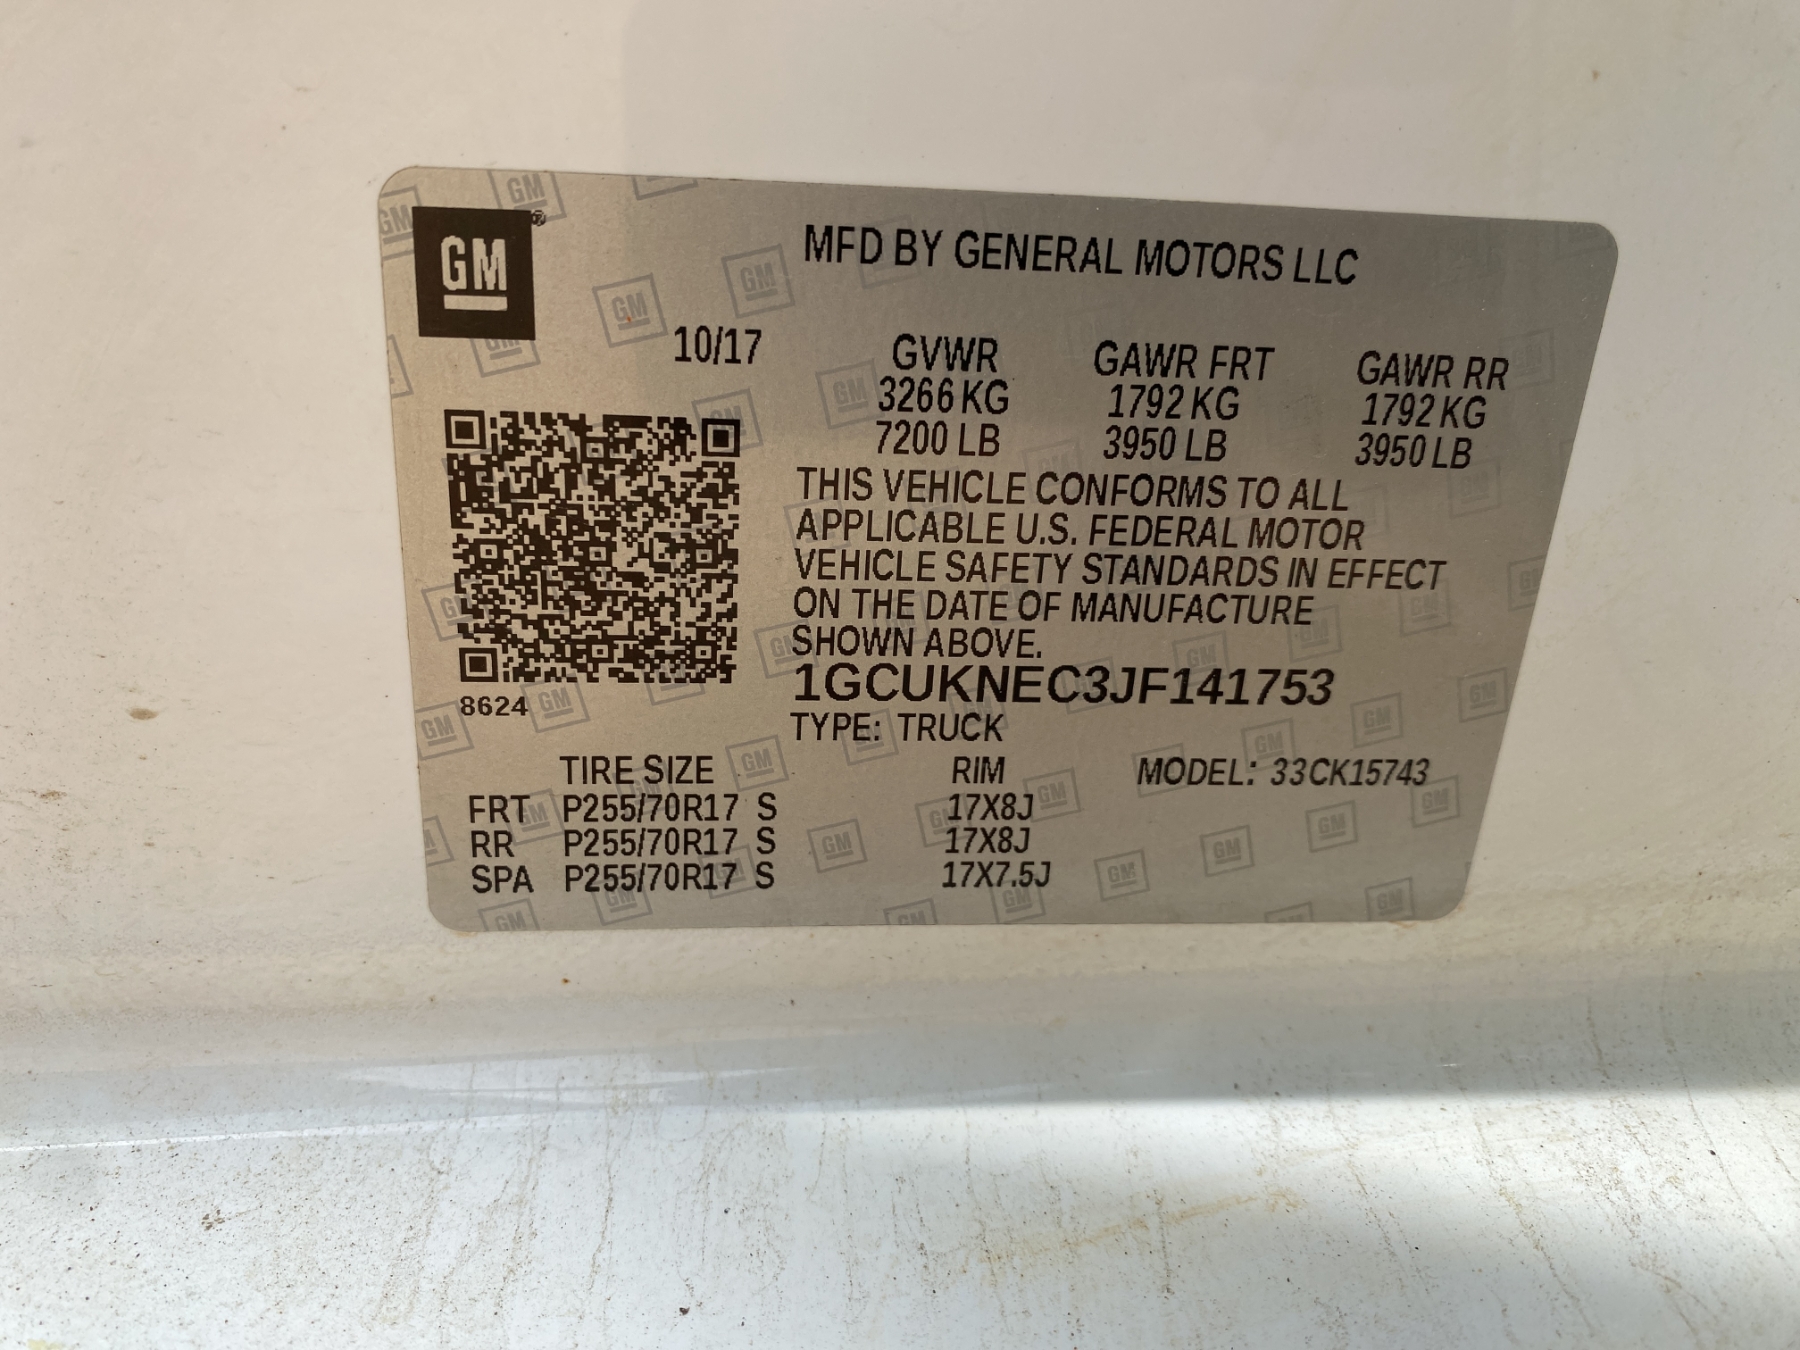 GM
MFD BY GENERAL MOTORS LLC
10/17
GVWR GAWR FRT GAWR RR
3266 KG 1792 KG 1792 KG
7200 LB 3950 LB 3950 LB
THIS VEHICLE CONFORMS TO ALL
APPLICABLE U.S. FEDERAL MOTOR
VEHICLE SAFETY STANDARDS IN EFFECT
ON THE DATE OF MANUFACTURE
SHOWN ABOVE.
1GCUKNEC3JF141753
8624
TYPE: TRUCK
TIRE SIZE RIM MODEL: 33CK15743
FRT P255/70R17 S 17X8J
RR P255/70R17 S 17X8J
SPA P255/70R17 S 17X7.5J